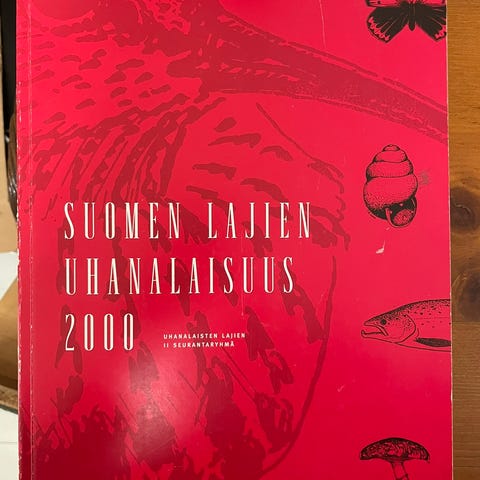 SUOMEN LAJIEN
UHANALAISUUS
2000
UHANALAISTEN LAJIEN
II SEURANTARYHMÄ